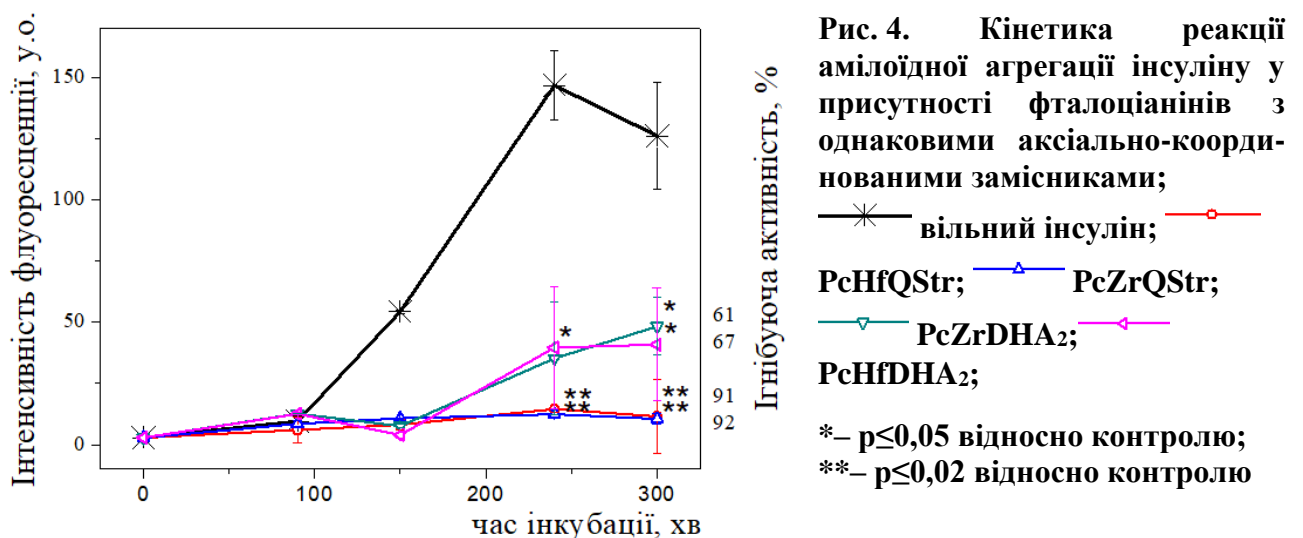 Інтенсивність флуоресценції, у.о.
150
100
50
0
0
100
200
300
час інкубації, хв
*
*
*
**
**
**
**
61
67
91
92
Ігнібуюча активність, %
Рис. 4. Кінетика реакції
амілоїдної агрегації інсуліну у
присутності фталоціанінів з
однаковими аксіально-коорди-
нованими замісниками;
вільний інсулін;
PcHfQStr; PcZrQStr;
PcZrDHA₂;
PcHfDHA₂;
*– p≤0,05 відносно контролю;
**– p≤0,02 відносно контролю